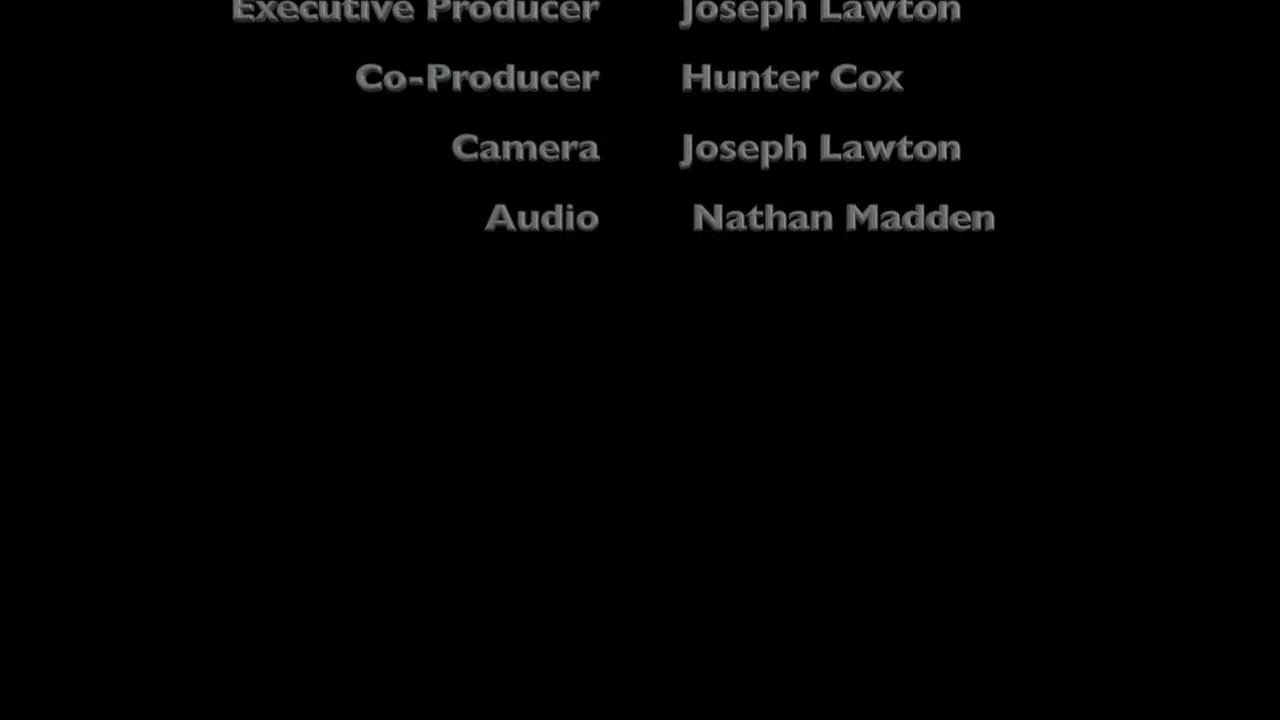 Executive Producer Joseph Lawton
Co-Producer Hunter Cox
Camera Joseph Lawton
Audio Nathan Madden